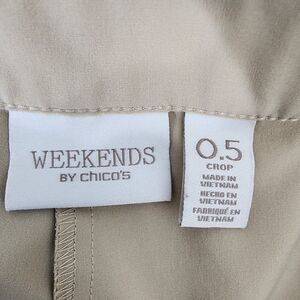 WEEKENDS
BY chico's
0.5
CROP
MADE IN
VIETNAM
HECHO EN
VIETNAM
FABRIQUÉ EN
VIETNAM